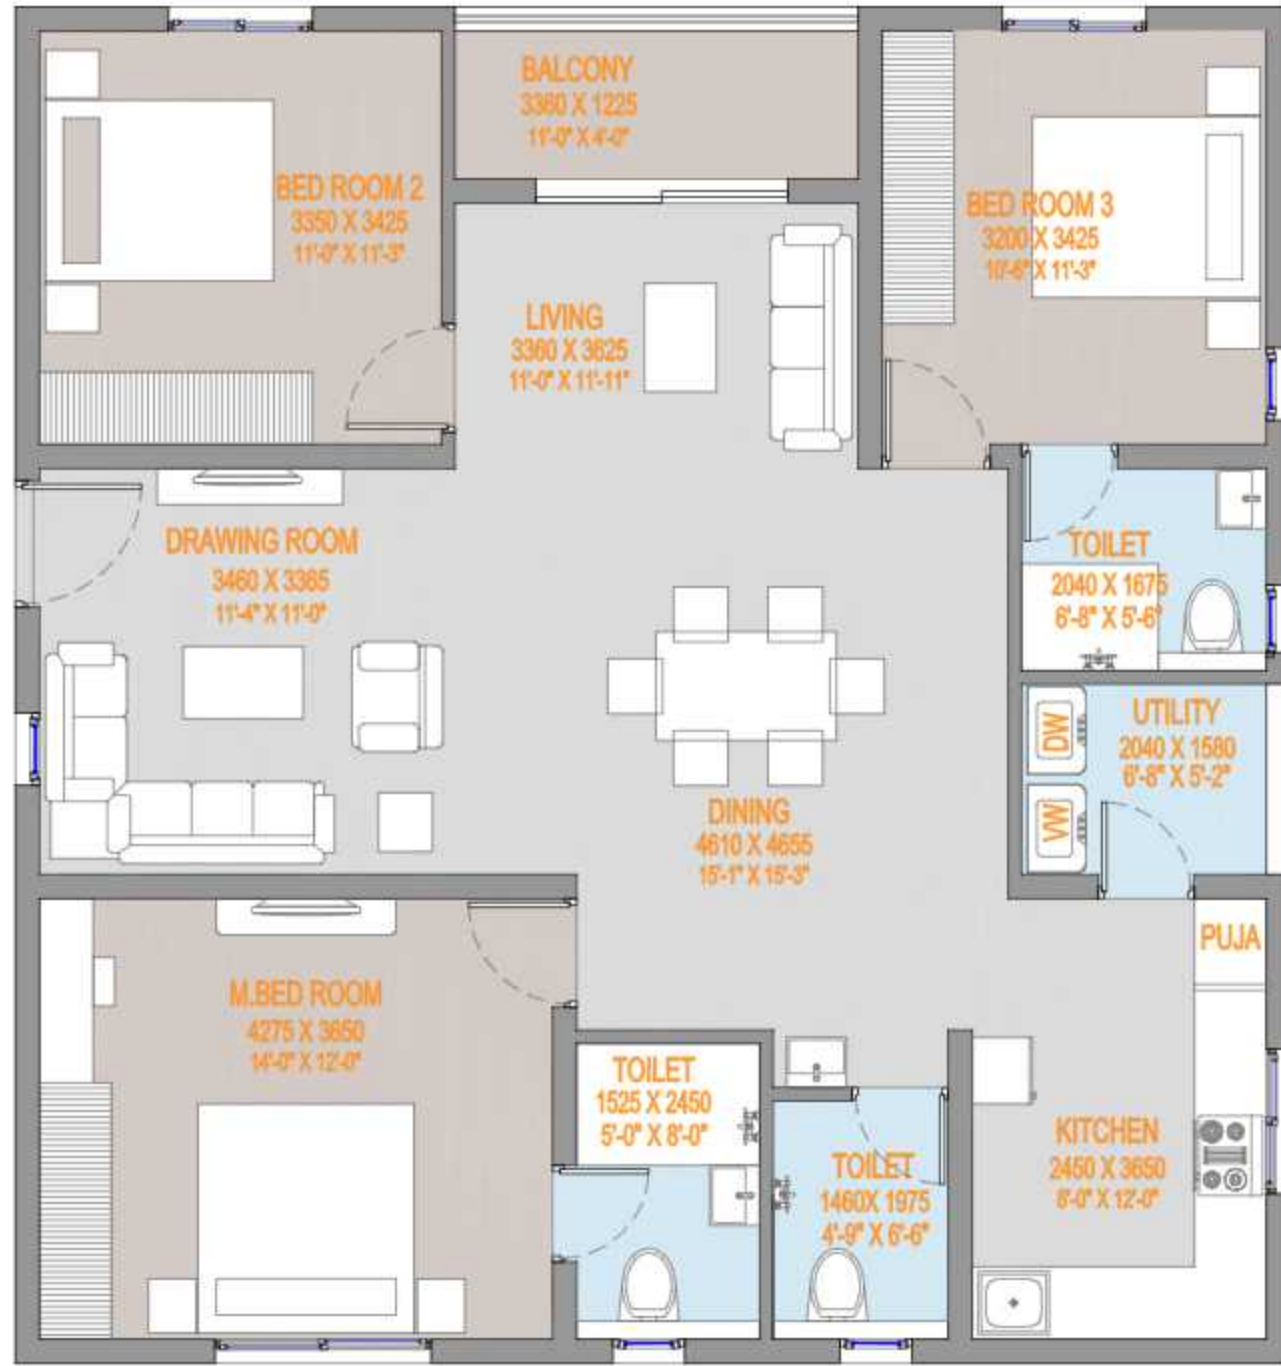 BALCONY
3360 X 1225
11'-0" X 4'-0"
BED ROOM 2
3350 X 3425
11'-0" X 11'-3"
BED ROOM 3
3200 X 3425
10'-6" X 11'-3"
LIVING
3360 X 3625
11'-0" X 11'-11"
DRAWING ROOM
3460 X 3365
11'-4" X 11'-0"
TOILET
2040 X 1675
6'-8" X 5'-6"
UTILITY
2040 X 1580
6'-8" X 5'-2"
DW
VW
DINING
4610 X 4655
15'-1" X 15'-3"
PUJA
M.BED ROOM
4275 X 3650
14'-0" X 12'-0"
TOILET
1525 X 2450
5'-0" X 8'-0"
TOILET
1460X 1975
4'-9" X 6'-6"
KITCHEN
2450 X 3650
8'-0" X 12'-0"